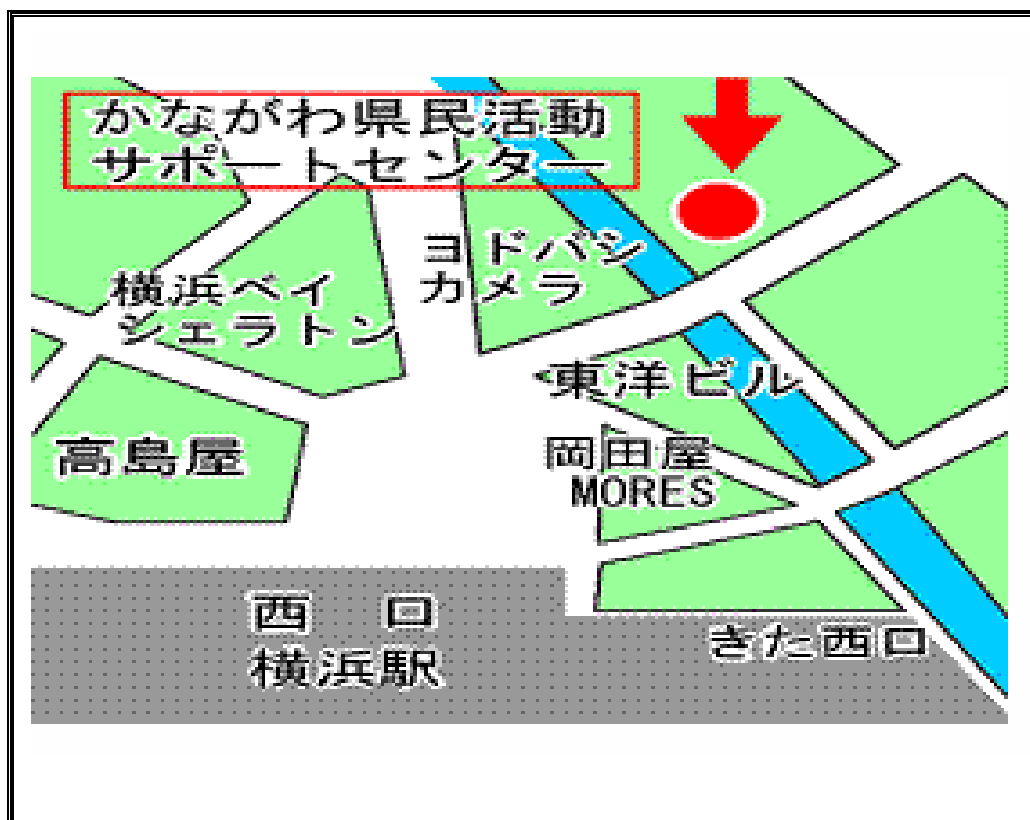 かながわ県民活動
サポートセンター
ヨドバシ
カメラ
横浜ベイ
シェラトン
東洋ビル
高島屋
岡田屋
MORES
西　口
横浜駅
きた西口